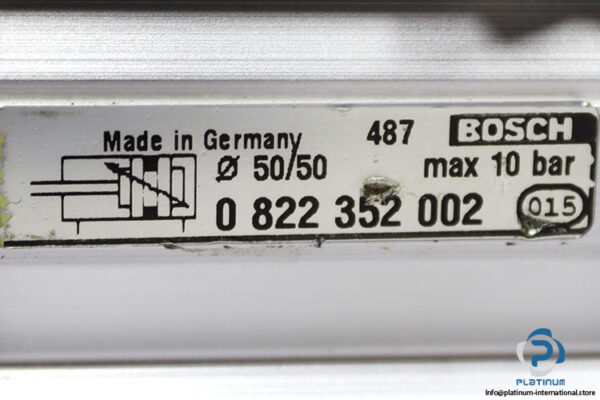 Made in Germany 487 BOSCH
Ø 50/50 max 10 bar
0 822 352 002 015
PLATINUM
Info@platinum-international.store